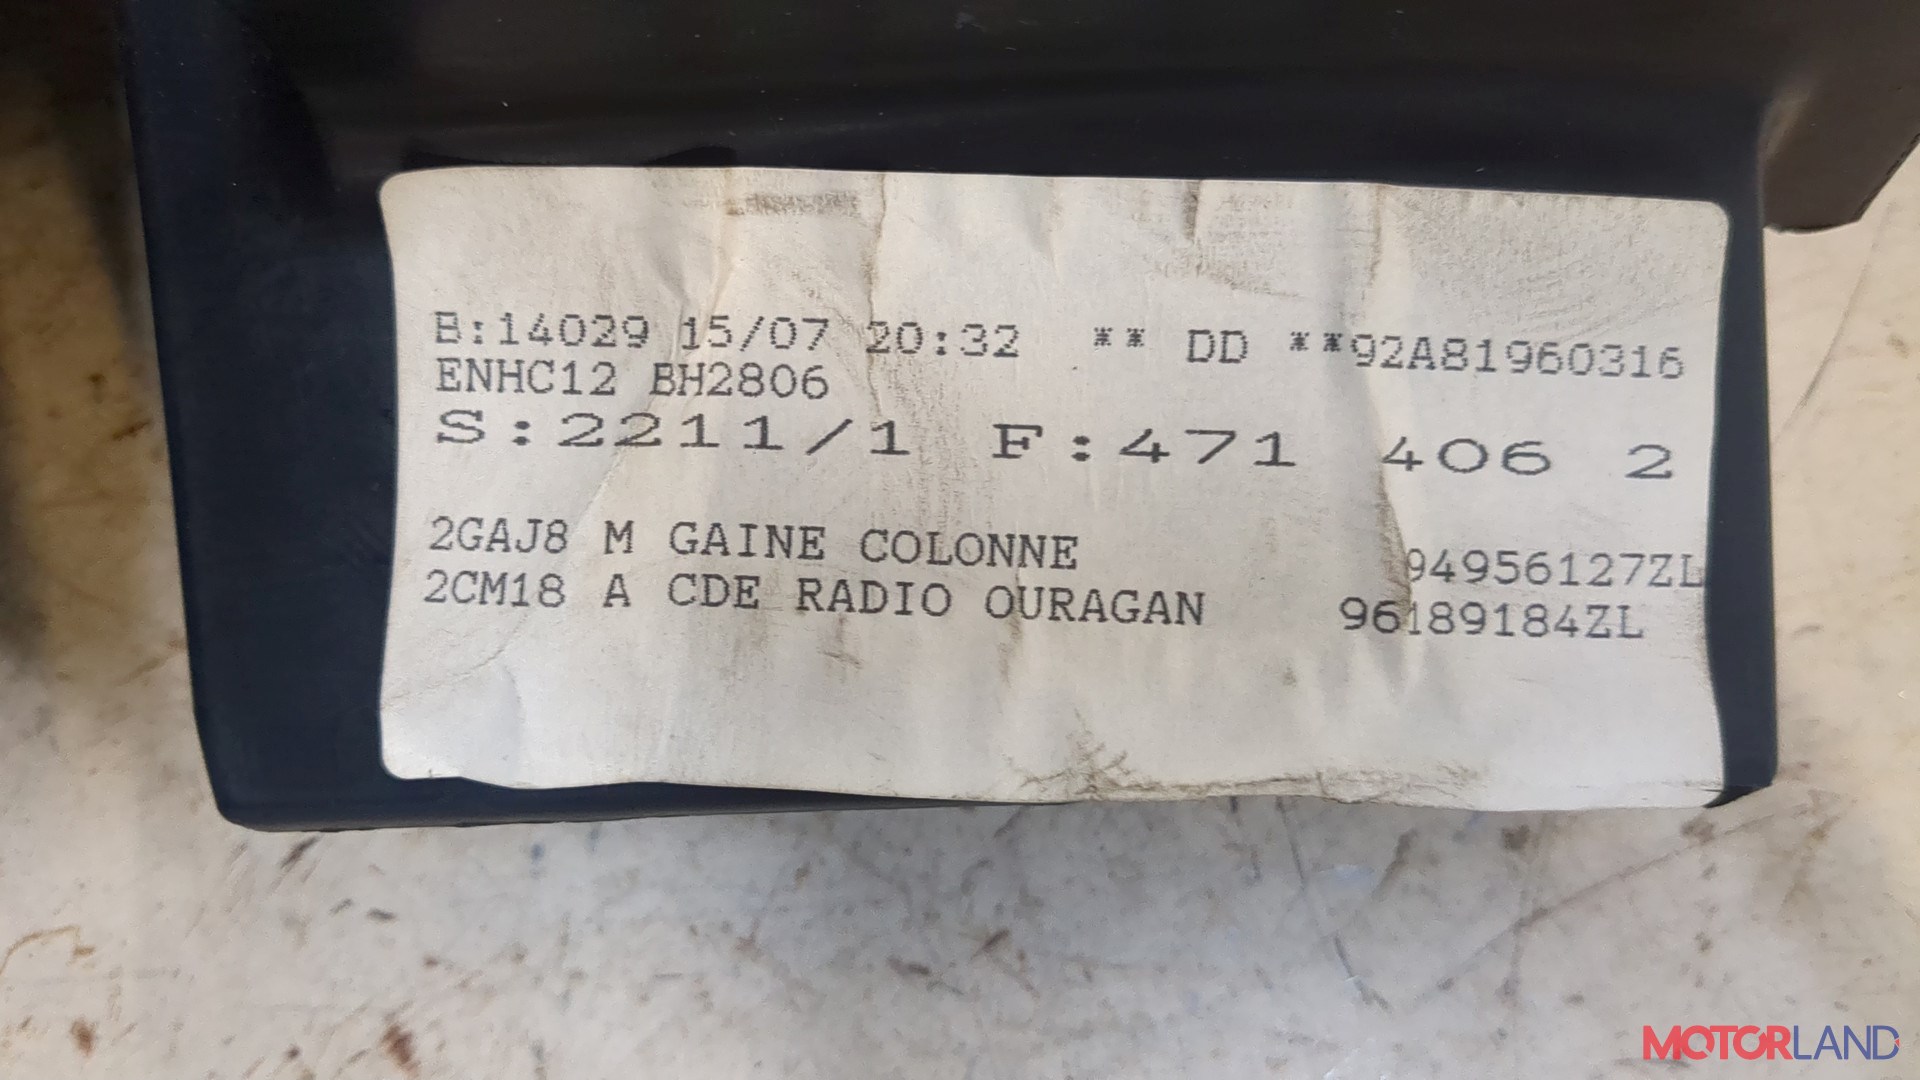 B:14029 15/07 20:32 ** DD **92A81960316
ENHC12 BH2806
S:2211/1 F:471 406 2
2GAJ8 M GAINE COLONNE 94956127ZL
2CM18 A CDE RADIO OURAGAN 96189184ZL
MOTORLAND